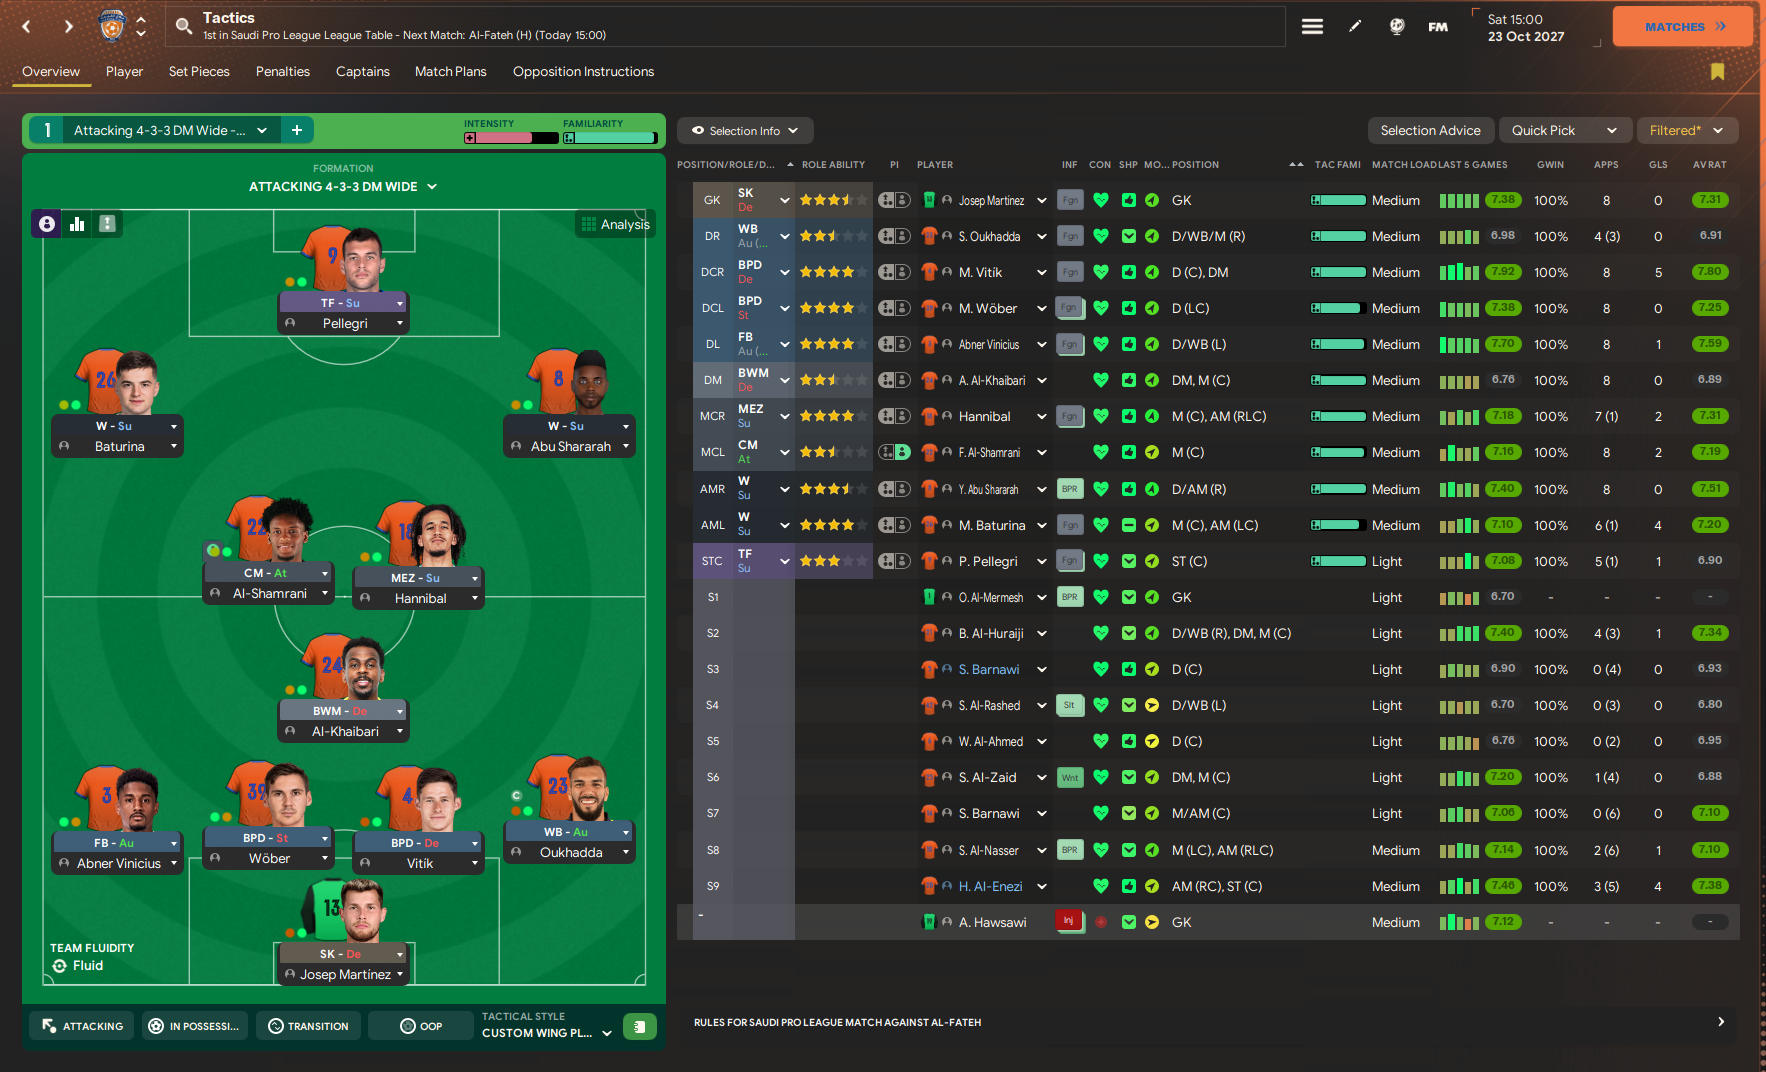 Tactics
1st in Saudi Pro League League Table - Next Match: Al-Fateh (H) (Today 15:00)
FM
Sat 15:00
23 Oct 2027
MATCHES
Overview Player Set Pieces Penalties Captains Match Plans Opposition Instructions
1 Attacking 4-3-3 DM Wide -... +
INTENSITY FAMILIARITY
FORMATION
ATTACKING 4-3-3 DM WIDE
Analysis
9
TF - Su
Pellegri
26
W - Su
Baturina
8
W - Su
Abu Shararah
22
CM - At
Al-Shamrani
18
MEZ - Su
Hannibal
24
BWM - De
Al-Khaibari
3
FB - Au
Abner Vinicius
39
BPD - St
Wöber
4
BPD - De
Vitík
C
23
WB - Au
Oukhadda
13
SK - De
Josep Martínez
TEAM FLUIDITY
Fluid
ATTACKING IN POSSESSI... TRANSITION OOP
TACTICAL STYLE
CUSTOM WING PL...
Selection Info Selection Advice Quick Pick Filtered*
POSITION/ROLE/D... ROLE ABILITY PI PLAYER INF CON SHP MO... POSITION TAC FAMI MATCH LOAD LAST 5 GAMES GWIN APPS GLS AV RAT
GK SK De Josep Martínez Fgn GK Medium 7.38 100% 8 0 7.31
DR WB Au (... S. Oukhadda Fgn D/WB/M (R) Medium 6.98 100% 4 (3) 0 6.91
DCR BPD De M. Vitík Fgn D (C), DM Medium 7.92 100% 8 5 7.80
DCL BPD St M. Wöber Fgn D (LC) Medium 7.38 100% 8 0 7.25
DL FB Au (... Abner Vinicius Fgn D/WB (L) Medium 7.70 100% 8 1 7.59
DM BWM De A. Al-Khaibari DM, M (C) Medium 6.76 100% 8 0 6.89
MCR MEZ Su Hannibal Fgn M (C), AM (RLC) Medium 7.18 100% 7 (1) 2 7.31
MCL CM At F. Al-Shamrani M (C) Medium 7.16 100% 8 2 7.19
AMR W Su Y. Abu Shararah BPR D/AM (R) Medium 7.40 100% 8 0 7.51
AML W Su M. Baturina Fgn M (C), AM (LC) Medium 7.10 100% 6 (1) 4 7.20
STC TF Su P. Pellegri Fgn ST (C) Light 7.08 100% 5 (1) 1 6.90
S1 O. Al-Mermesh BPR GK Light 6.70 - - - -
S2 B. Al-Huraiji D/WB (R), DM, M (C) Light 7.40 100% 4 (3) 1 7.34
S3 S. Barnawi D (C) Light 6.90 100% 0 (4) 0 6.93
S4 S. Al-Rashed Slt D/WB (L) Light 6.70 100% 0 (3) 0 6.80
S5 W. Al-Ahmed D (C) Light 6.76 100% 0 (2) 0 6.95
S6 S. Al-Zaid Wnt DM, M (C) Light 7.20 100% 1 (4) 0 6.88
S7 S. Barnawi M/AM (C) Light 7.06 100% 0 (6) 0 7.10
S8 S. Al-Nasser BPR M (LC), AM (RLC) Medium 7.14 100% 2 (6) 1 7.10
S9 H. Al-Enezi AM (RC), ST (C) Medium 7.46 100% 3 (5) 4 7.38
- A. Hawsawi Inj GK Medium 7.12 - - - -
RULES FOR SAUDI PRO LEAGUE MATCH AGAINST AL-FATEH